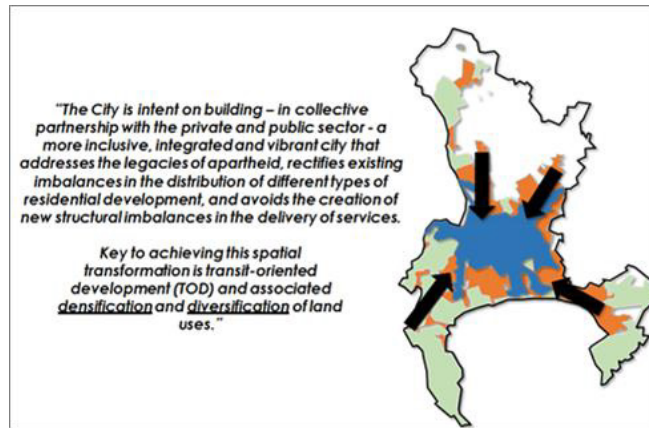 "The City is intent on building – in collective
partnership with the private and public sector - a
more inclusive, integrated and vibrant city that
addresses the legacies of apartheid, rectifies existing
imbalances in the distribution of different types of
residential development, and avoids the creation of
new structural imbalances in the delivery of services.
Key to achieving this spatial
transformation is transit-oriented
development (TOD) and associated
densification and diversification of land
uses."